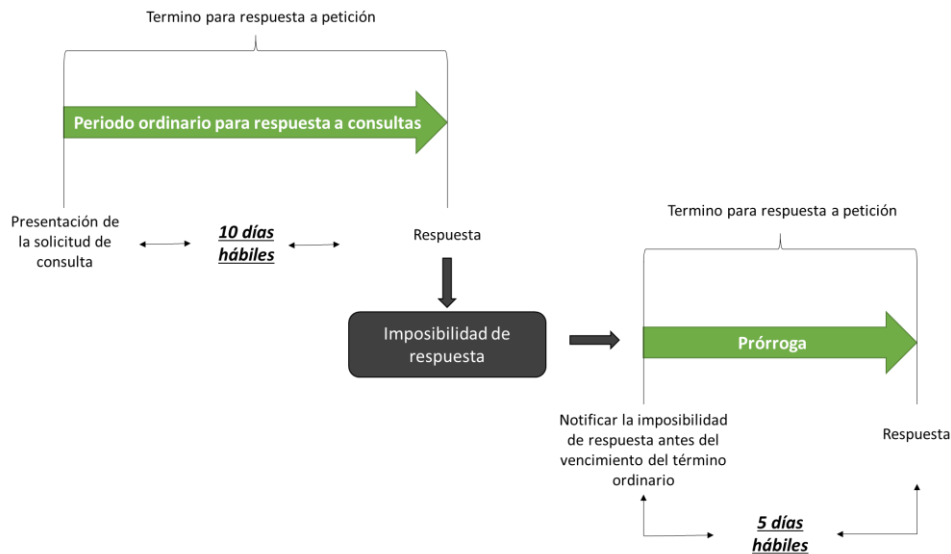 Termino para respuesta a petición
Periodo ordinario para respuesta a consultas
Presentación de
la solicitud de
consulta
10 días
hábiles
Respuesta
Imposibilidad de
respuesta
Termino para respuesta a petición
Prórroga
Notificar la imposibilidad
de respuesta antes del
vencimiento del término
ordinario
Respuesta
5 días
hábiles